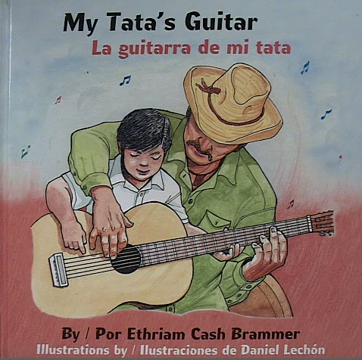 My Tata's Guitar
La guitarra de mi tata
By / Por Ethriam Cash Brammer
Illustrations by / Ilustraciones de Daniel Lechón